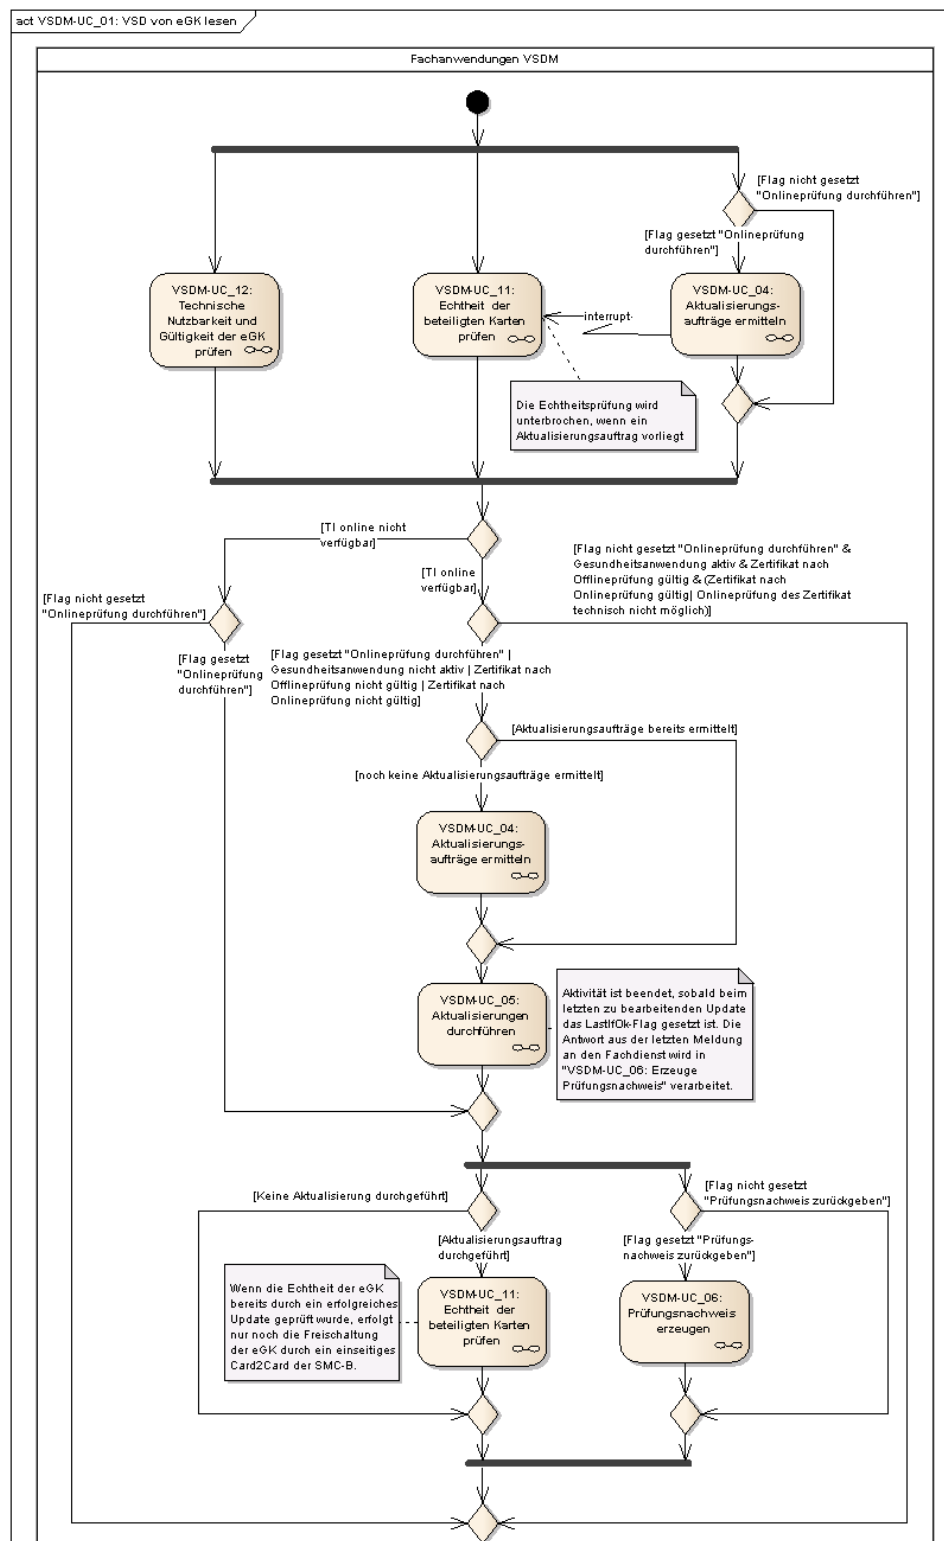 act VSDM-UC_01: VSD von eGK lesen
Fachanwendungen VSDM
[Flag nicht gesetzt
"Onlineprüfung durchführen"]
[Flag gesetzt "Onlineprüfung
durchführen"]
VSDM-UC_12:
Technische
Nutzbarkeit und
Gültigkeit der eGK
prüfen
VSDM-UC_11:
Echtheit der
beteiligten Karten
prüfen
interrupt
VSDM-UC_04:
Aktualisierungs-
aufträge ermitteln
Die Echtheitsprüfung wird
unterbrochen, wenn ein
Aktualisierungsauftrag vorliegt
[TI online nicht
verfügbar]
[TI online
verfügbar]
[Flag nicht gesetzt "Onlineprüfung durchführen" &
Gesundheitsanwendung aktiv & Zertifikat nach
Offlineprüfung gültig & (Zertifikat nach
Onlineprüfung gültig| Onlineprüfung des Zertifikat
technisch nicht möglich)]
[Flag nicht gesetzt
"Onlineprüfung durchführen"]
[Flag gesetzt
"Onlineprüfung
durchführen"]
[Flag gesetzt "Onlineprüfung durchführen" |
Gesundheitsanwendung nicht aktiv | Zertifikat nach
Offlineprüfung nicht gültig | Zertifikat nach
Onlineprüfung nicht gültig]
[Aktualisierungsaufträge bereits ermittelt]
[noch keine Aktualisierungsaufträge ermittelt]
VSDM-UC_04:
Aktualisierungs-
aufträge ermitteln
VSDM-UC_05:
Aktualisierungen
durchführen
Aktivität ist beendet, sobald beim
letzten zu bearbeitenden Update
das LastIfOk-Flag gesetzt ist. Die
Antwort aus der letzten Meldung
an den Fachdienst wird in
"VSDM-UC_06: Erzeuge
Prüfungsnachweis" verarbeitet.
[Keine Aktualisierung durchgeführt]
[Flag nicht gesetzt
"Prüfungsnachweis zurückgeben"]
[Aktualisierungsauftrag
durchgeführt]
[Flag gesetzt "Prüfungs-
nachweis zurückgeben"]
Wenn die Echtheit der eGK
bereits durch ein erfolgreiches
Update geprüft wurde, erfolgt
nur noch die Freischaltung
der eGK durch ein einseitiges
Card2Card der SMC-B.
VSDM-UC_11:
Echtheit der
beteiligten Karten
prüfen
VSDM-UC_06:
Prüfungsnachweis
erzeugen